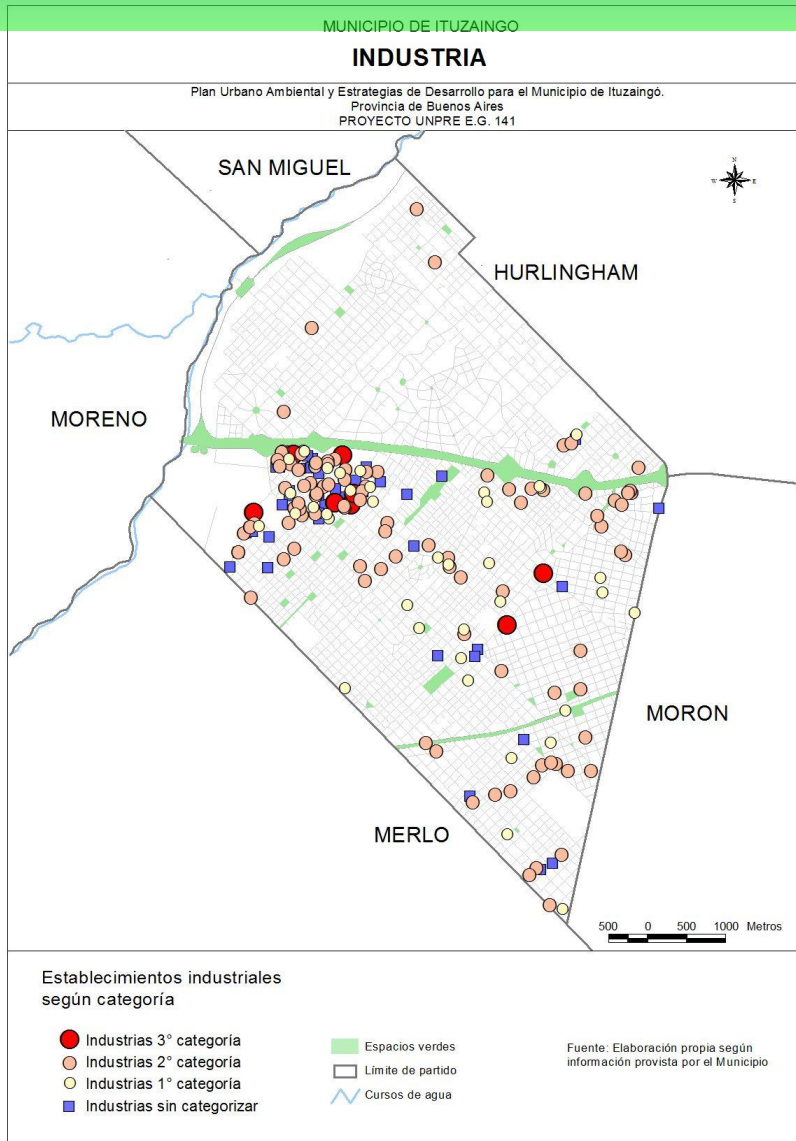 MUNICIPIO DE ITUZAINGO
INDUSTRIA
Plan Urbano Ambiental y Estrategias de Desarrollo para el Municipio de Ituzaingó.
Provincia de Buenos Aires
PROYECTO UNPRE E.G. 141
SAN MIGUEL
N
W E
S
HURLINGHAM
MORENO
MORON
MERLO
500 0 500 1000 Metros
Establecimientos industriales
según categoría
Industrias 3° categoría
Industrias 2° categoría
Industrias 1° categoría
Industrias sin categorizar
Espacios verdes
Límite de partido
Cursos de agua
Fuente: Elaboración propia según
información provista por el Municipio